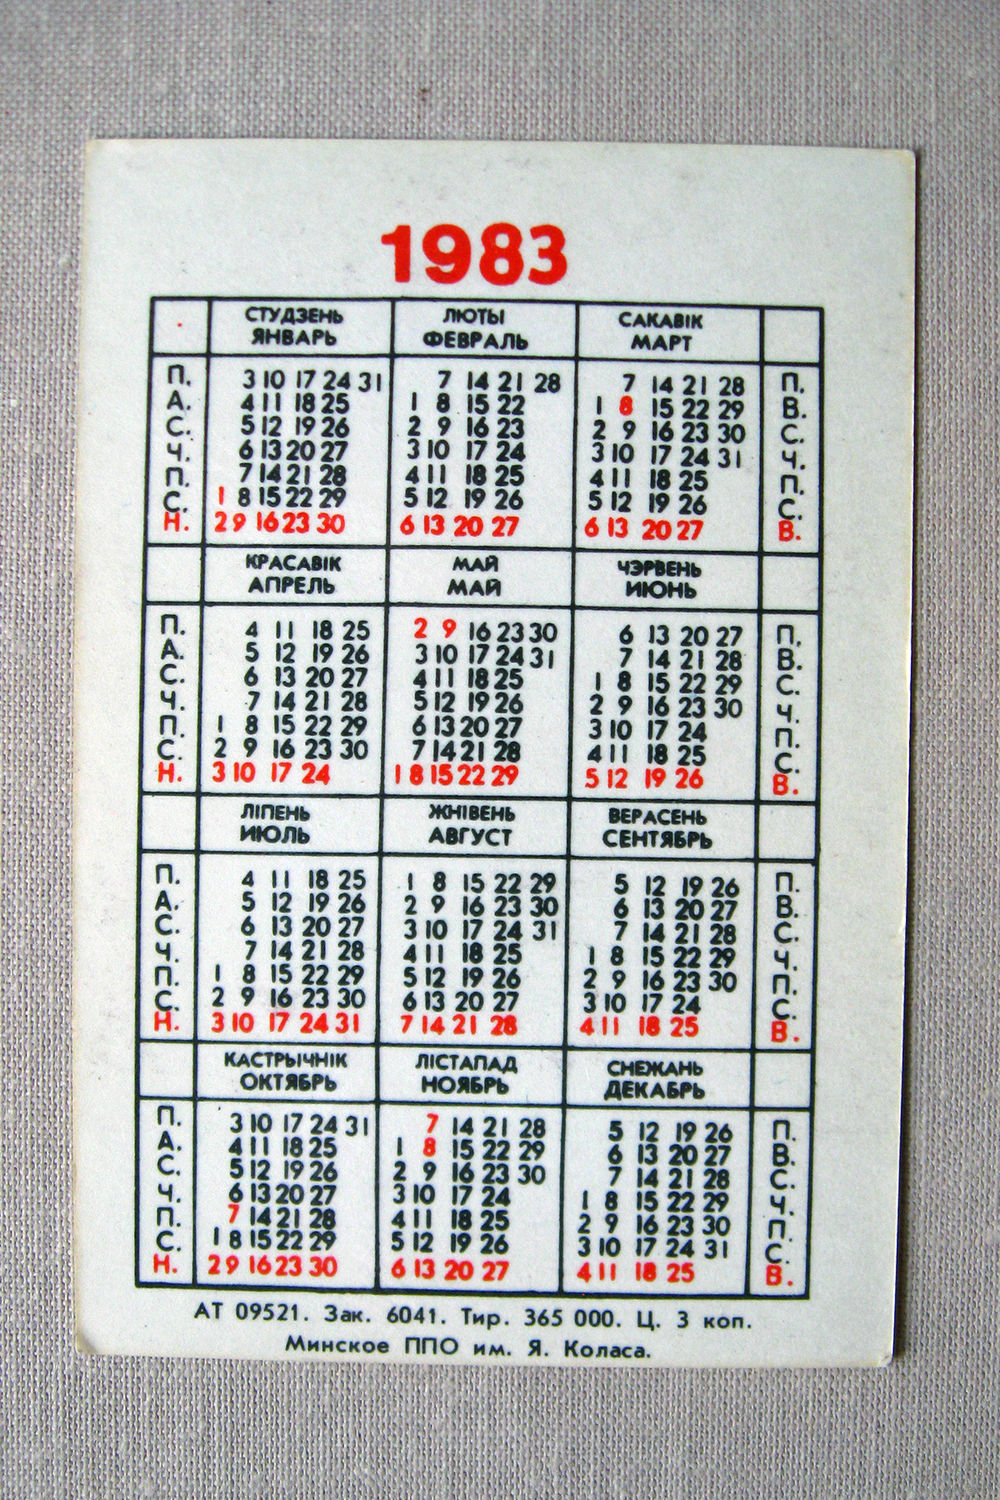 1983
СТУДЗЕНЬ ЛЮТЫ САКАВІК
ЯНВАРЬ ФЕВРАЛЬ МАРТ
П. 3 10 17 24 31 7 14 21 28 7 14 21 28 П.
А. 4 11 18 25 1 8 15 22 1 8 15 22 29 В.
С. 5 12 19 26 2 9 16 23 2 9 16 23 30 С.
Ч. 6 13 20 27 3 10 17 24 3 10 17 24 31 Ч.
П. 7 14 21 28 4 11 18 25 4 11 18 25 П.
С. 1 8 15 22 29 5 12 19 26 5 12 19 26 С.
Н. 2 9 16 23 30 6 13 20 27 6 13 20 27 В.
КРАСАВІК МАЙ ЧЭРВЕНЬ
АПРЕЛЬ МАЙ ИЮНЬ
П. 4 11 18 25 2 9 16 23 30 6 13 20 27 П.
А. 5 12 19 26 3 10 17 24 31 7 14 21 28 В.
С. 6 13 20 27 4 11 18 25 1 8 15 22 29 С.
Ч. 7 14 21 28 5 12 19 26 2 9 16 23 30 Ч.
П. 1 8 15 22 29 6 13 20 27 3 10 17 24 П.
С. 2 9 16 23 30 7 14 21 28 4 11 18 25 С.
Н. 3 10 17 24 1 8 15 22 29 5 12 19 26 В.
ЛІПЕНЬ ЖНІВЕНЬ ВЕРАСЕНЬ
ИЮЛЬ АВГУСТ СЕНТЯБРЬ
П. 4 11 18 25 1 8 15 22 29 5 12 19 26 П.
А. 5 12 19 26 2 9 16 23 30 6 13 20 27 В.
С. 6 13 20 27 3 10 17 24 31 7 14 21 28 С.
Ч. 7 14 21 28 4 11 18 25 1 8 15 22 29 Ч.
П. 1 8 15 22 29 5 12 19 26 2 9 16 23 30 П.
С. 2 9 16 23 30 6 13 20 27 3 10 17 24 С.
Н. 3 10 17 24 31 7 14 21 28 4 11 18 25 В.
КАСТРЫЧНІК ЛІСТАПАД СНЕЖАНЬ
ОКТЯБРЬ НОЯБРЬ ДЕКАБРЬ
П. 3 10 17 24 31 7 14 21 28 5 12 19 26 П.
А. 4 11 18 25 1 8 15 22 29 6 13 20 27 В.
С. 5 12 19 26 2 9 16 23 30 7 14 21 28 С.
Ч. 6 13 20 27 3 10 17 24 1 8 15 22 29 Ч.
П. 7 14 21 28 4 11 18 25 2 9 16 23 30 П.
С. 1 8 15 22 29 5 12 19 26 3 10 17 24 31 С.
Н. 2 9 16 23 30 6 13 20 27 4 11 18 25 В.
АТ 09521. Зак. 6041. Тир. 365 000. Ц. 3 коп.
Минское ППО им. Я. Коласа.